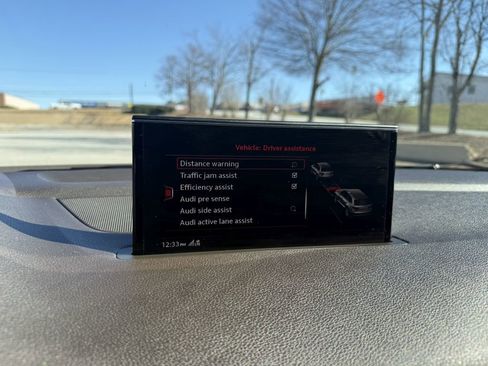 Vehicle: Driver assistance
Distance warning
Traffic jam assist
Efficiency assist
Audi pre sense
Audi side assist
Audi active lane assist
12:33 PM